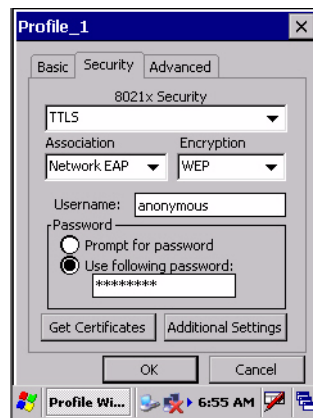 Profile_1
Basic Security Advanced
8021x Security
TTLS
Association Encryption
Network EAP WEP
Username: anonymous
Password
Prompt for password
Use following password:
********
Get Certificates Additional Settings
OK Cancel
Profile Wi... 6:55 AM